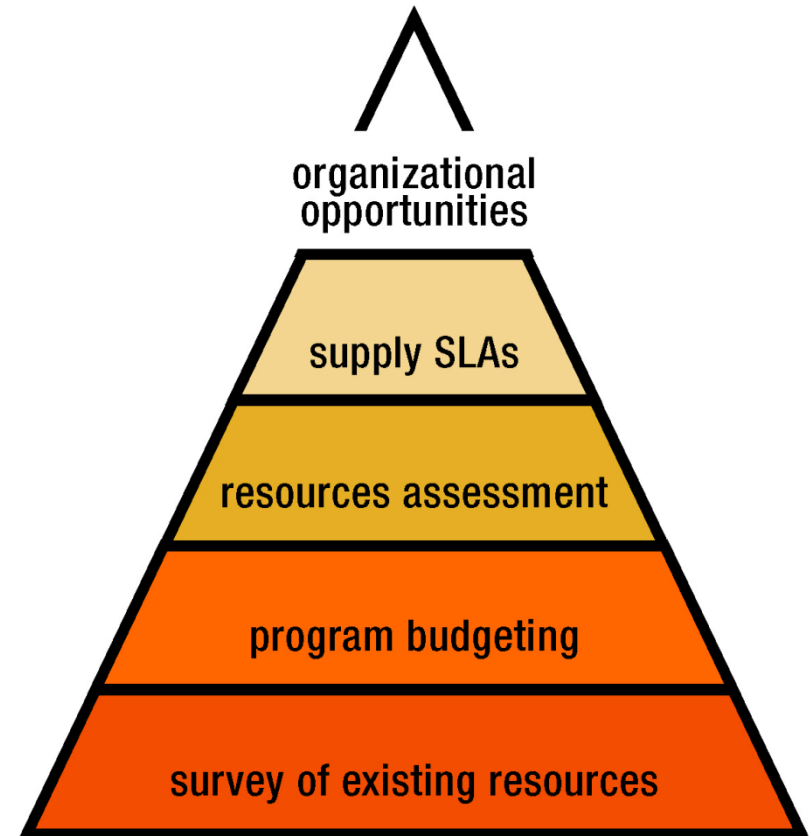 organizational
opportunities
supply SLAs
resources assessment
program budgeting
survey of existing resources